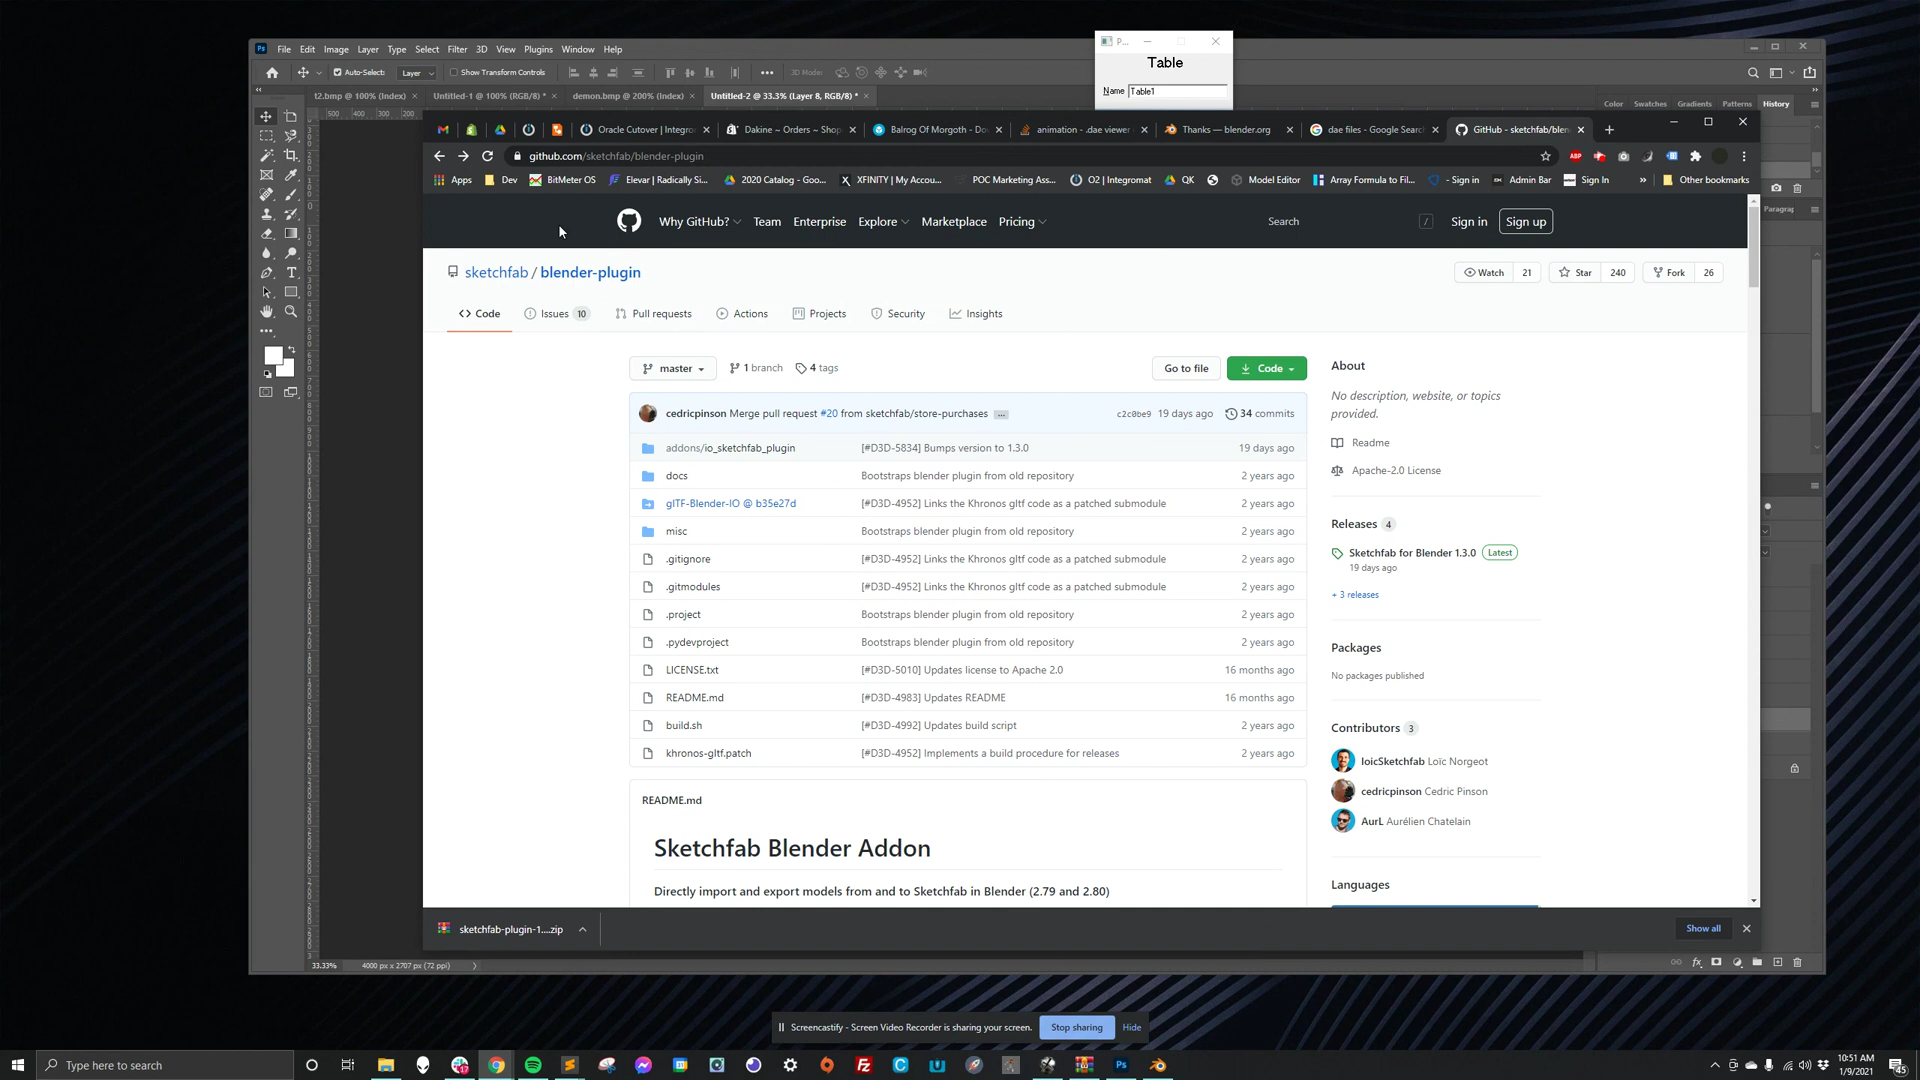 Ps File Edit Image Layer Type Select Filter 3D View Plugins Window Help
Auto-Select: Layer Show Transform Controls 3D Mode:
t2.bmp @ 100% (Index) × Untitled-1 @ 100% (RGB/8) * × demon.bmp @ 200% (Index) × Untitled-2 @ 33.3% (Layer 8, RGB/8) * ×
P...
Table
Name Table1
Color Swatches Gradients Patterns History
Oracle Cutover | Integro Dakine ~ Orders ~ Shop Balrog Of Morgoth - Do animation - .dae viewer Thanks — blender.org dae files - Google Search GitHub - sketchfab/blen
github.com/sketchfab/blender-plugin
ABP
Apps Dev BitMeter OS Elevar | Radically Si... 2020 Catalog - Goo... XFINITY | My Accou... POC Marketing Ass... O2 | Integromat QK Model Editor Array Formula to Fil... - Sign in Admin Bar Sign In » Other bookmarks
Paragraph
Why GitHub? Team Enterprise Explore Marketplace Pricing Search / Sign in Sign up
sketchfab / blender-plugin Watch 21 Star 240 Fork 26
Code Issues 10 Pull requests Actions Projects Security Insights
master 1 branch 4 tags Go to file Code
cedricpinson Merge pull request #20 from sketchfab/store-purchases ... c2c0be9 19 days ago 34 commits
addons/io_sketchfab_plugin [#D3D-5834] Bumps version to 1.3.0 19 days ago
docs Bootstraps blender plugin from old repository 2 years ago
glTF-Blender-IO @ b35e27d [#D3D-4952] Links the Khronos gltf code as a patched submodule 2 years ago
misc Bootstraps blender plugin from old repository 2 years ago
.gitignore [#D3D-4952] Links the Khronos gltf code as a patched submodule 2 years ago
.gitmodules [#D3D-4952] Links the Khronos gltf code as a patched submodule 2 years ago
.project Bootstraps blender plugin from old repository 2 years ago
.pydevproject Bootstraps blender plugin from old repository 2 years ago
LICENSE.txt [#D3D-5010] Updates license to Apache 2.0 16 months ago
README.md [#D3D-4983] Updates README 16 months ago
build.sh [#D3D-4992] Updates build script 2 years ago
khronos-gltf.patch [#D3D-4952] Implements a build procedure for releases 2 years ago
README.md
Sketchfab Blender Addon
Directly import and export models from and to Sketchfab in Blender (2.79 and 2.80)
About
No description, website, or topics
provided.
Readme
Apache-2.0 License
Releases 4
Sketchfab for Blender 1.3.0 Latest
19 days ago
+ 3 releases
Packages
No packages published
Contributors 3
loicSketchfab Loïc Norgeot
cedricpinson Cedric Pinson
AurL Aurélien Chatelain
Languages
sketchfab-plugin-1....zip Show all
33.33% 4000 px x 2707 px (72 ppi)
Screencastify - Screen Video Recorder is sharing your screen. Stop sharing Hide
Type here to search
10:51 AM
1/9/2021